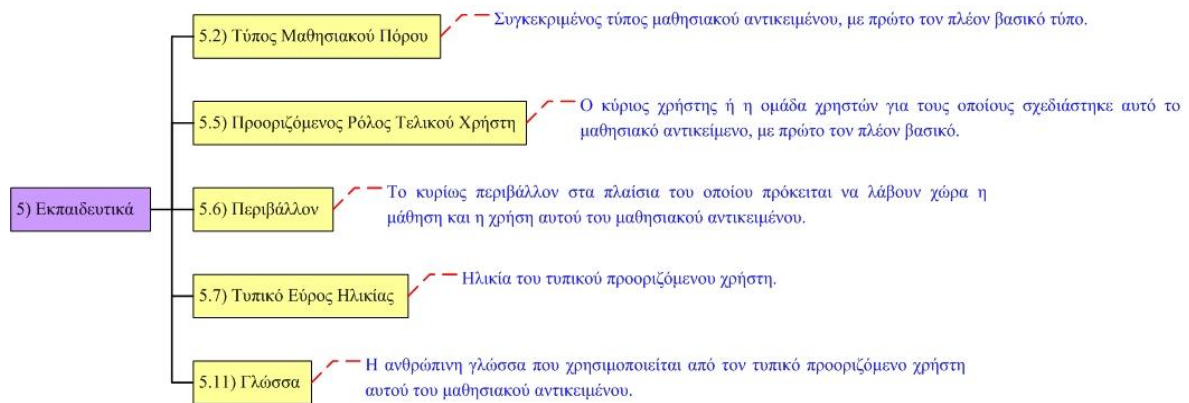 5.2) Τύπος Μαθησιακού Πόρου
Συγκεκριμένος τύπος μαθησιακού αντικειμένου, με πρώτο τον πλέον βασικό τύπο.
5.5) Προοριζόμενος Ρόλος Τελικού Χρήστη
Ο κύριος χρήστης ή η ομάδα χρηστών για τους οποίους σχεδιάστηκε αυτό το
μαθησιακό αντικείμενο, με πρώτο τον πλέον βασικό.
5) Εκπαιδευτικά
5.6) Περιβάλλον
Το κυρίως περιβάλλον στα πλαίσια του οποίου πρόκειται να λάβουν χώρα η
μάθηση και η χρήση αυτού του μαθησιακού αντικειμένου.
5.7) Τυπικό Εύρος Ηλικίας
Ηλικία του τυπικού προοριζόμενου χρήστη.
5.11) Γλώσσα
Η ανθρώπινη γλώσσα που χρησιμοποιείται από τον τυπικό προοριζόμενο χρήστη
αυτού του μαθησιακού αντικειμένου.